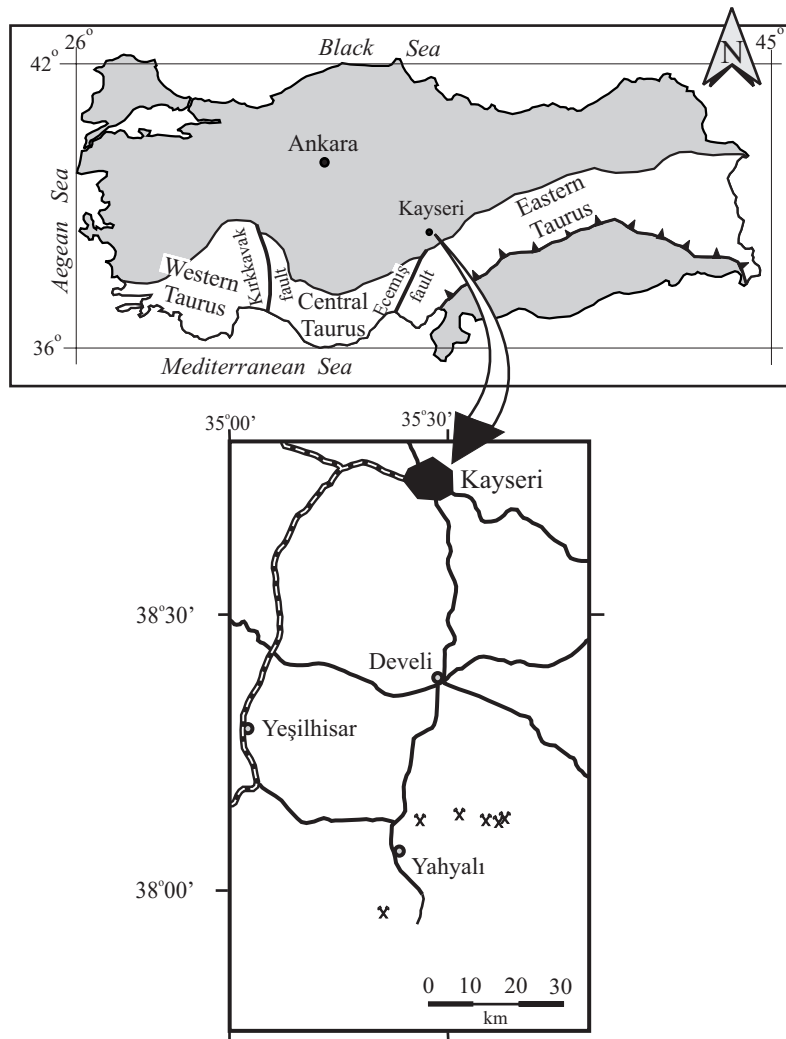 26°
Black Sea
45°
42°
N
Ankara
Aegean Sea
Kayseri
Eastern
Taurus
Kırkkavak
fault
Western
Taurus
Ecemiş
fault
Central
Taurus
36°
Mediterranean Sea
35°00’
35°30’
Kayseri
38°30’
Develi
Yeşilhisar
Yahyalı
38°00’
0 10 20 30
km